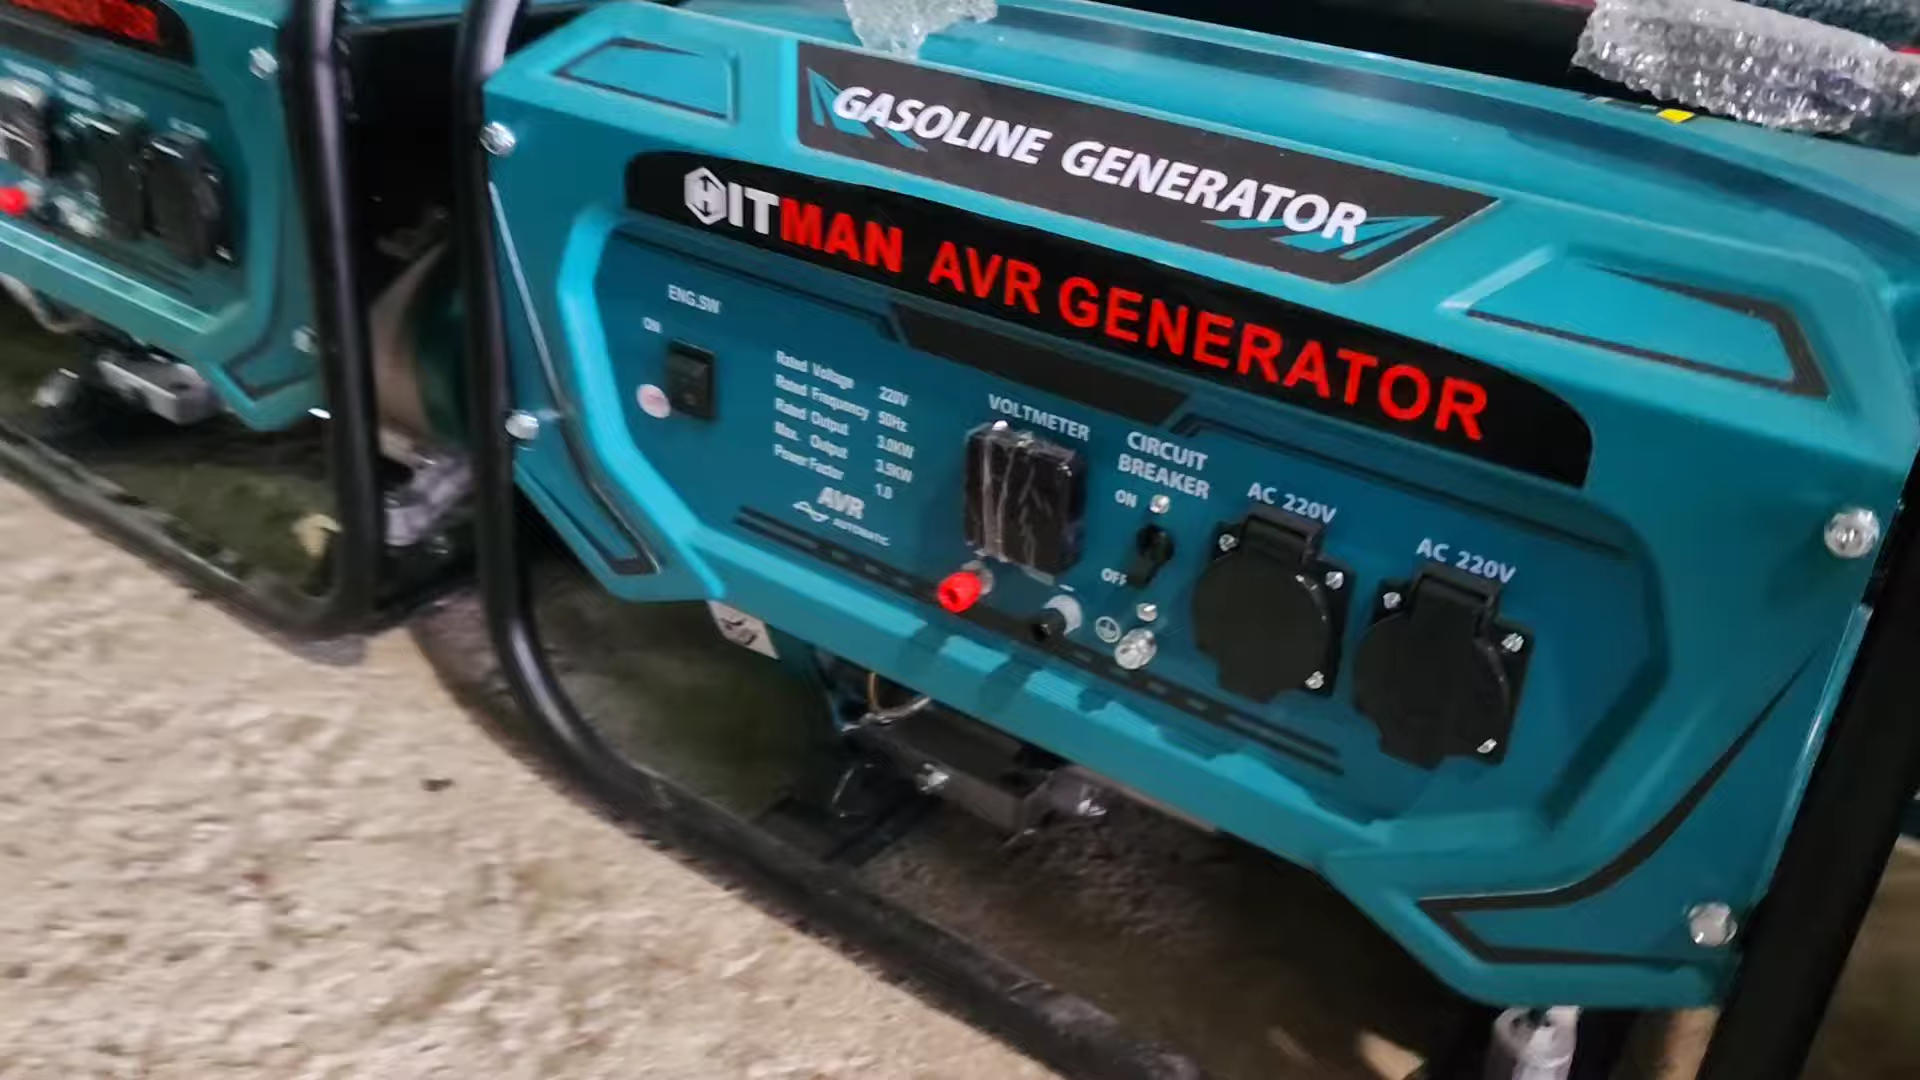 GASOLINE GENERATOR
HITMAN AVR GENERATOR
ENG.SW
ON
Rated Voltage 220V
Rated Frequency 50Hz
Rated Output 3.0KW
Max. Output 3.5KW
Power Factor 1.0
AVR
AUTOMATIC
VOLTMETER
CIRCUIT
BREAKER
ON
OFF
AC 220V
AC 220V